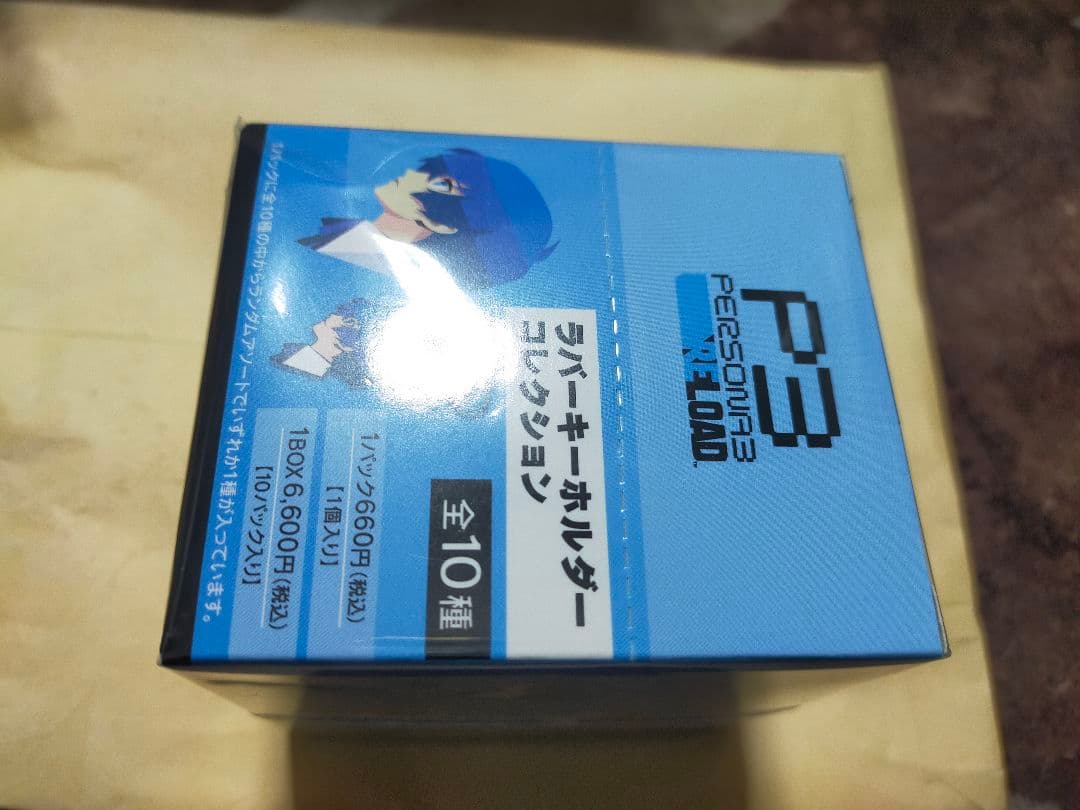 P3
PERSONA3
RELOAD™
ラバーキーホルダー
コレクション
全10種
1パック660円(税込)
【1個入り】
1BOX6,600円(税込)
【10パック入り】
1パックに全10種の中からランダムアソートでいずれか1種が入っています。